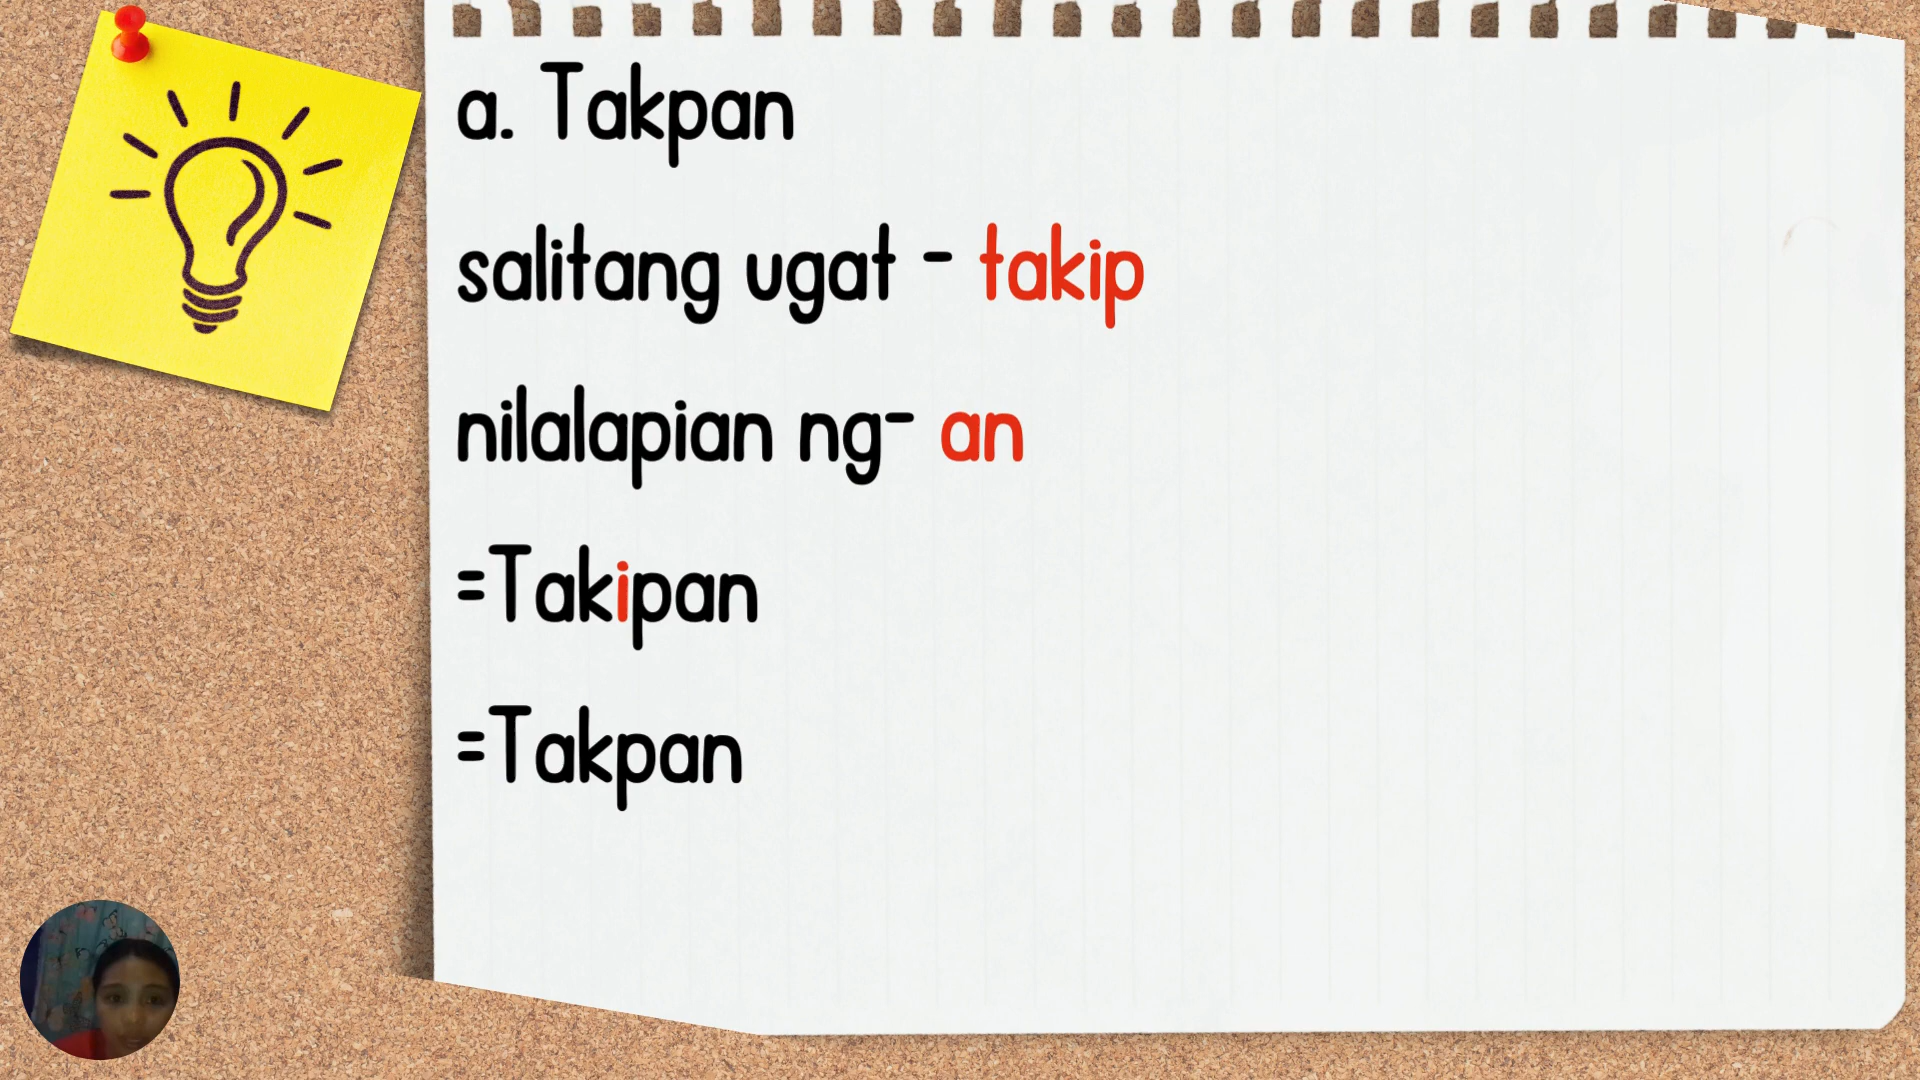 a. Takpan
salitang ugat - takip
nilalapian ng- an
=Takipan
=Takpan